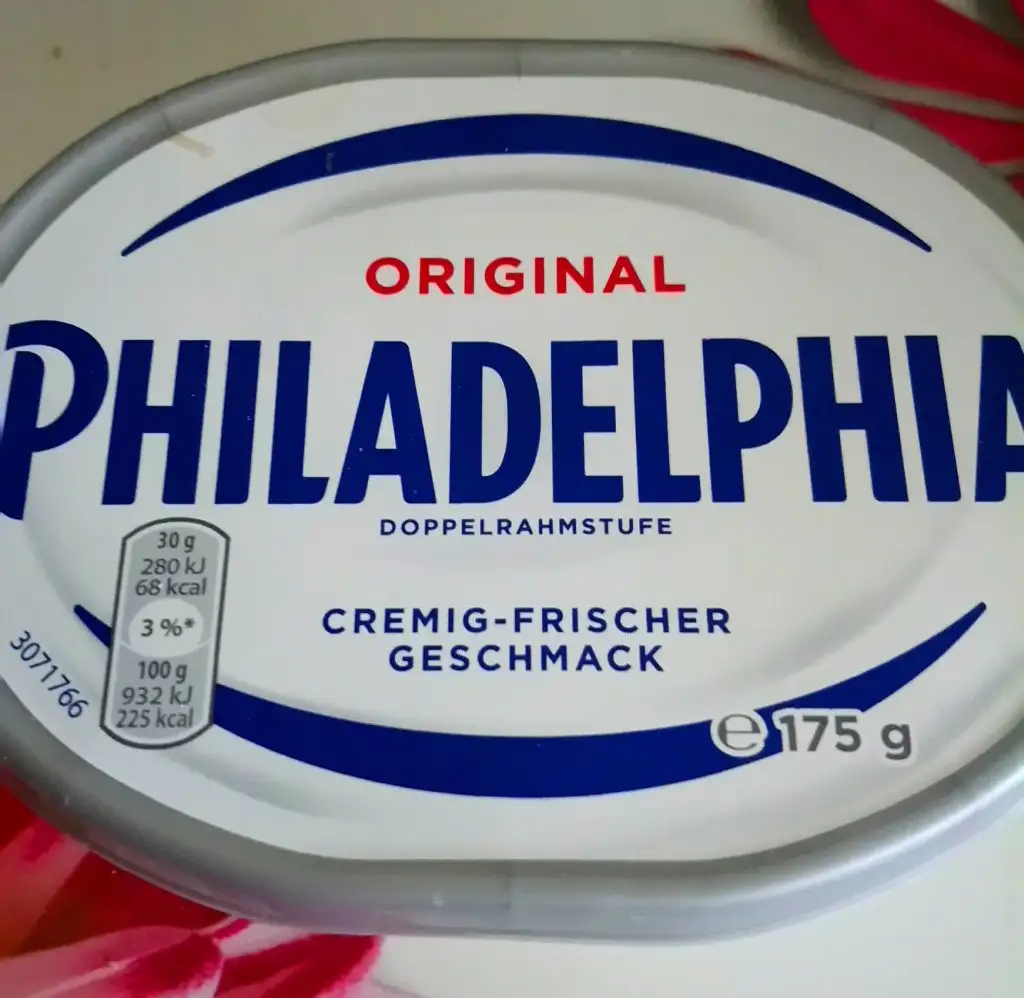 ORIGINAL
PHILADELPHIA
DOPPELRAHMSTUFE
30 g
280 kJ
68 kcal
3 %*
100 g
932 kJ
225 kcal
3071766
CREMIG-FRISCHER
GESCHMACK
℮ 175 g